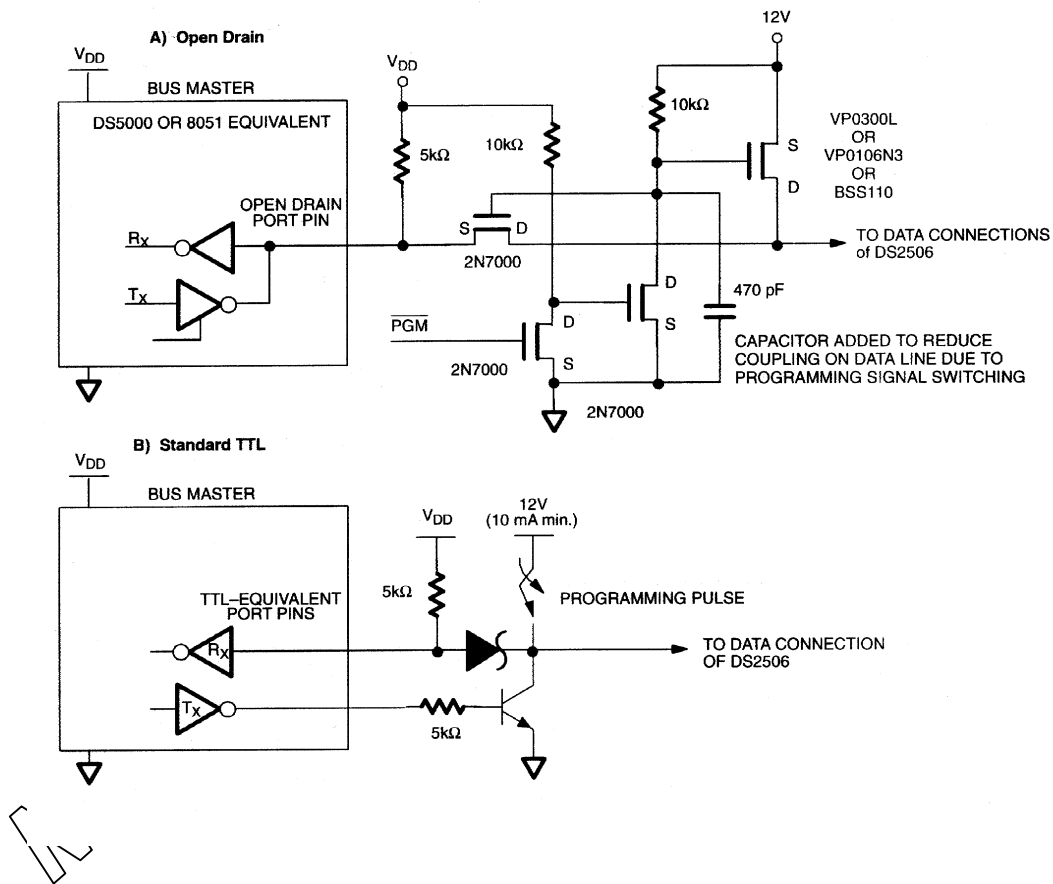 A) Open Drain
12V
VDD
VDD
BUS MASTER
DS5000 OR 8051 EQUIVALENT
10kΩ
VP0300L
OR
VP0106N3
OR
BSS110
5kΩ
10kΩ
S
D
OPEN DRAIN
PORT PIN
RX
S
D
2N7000
TO DATA CONNECTIONS
of DS2506
TX
D
S
470 pF
PGM
D
S
2N7000
CAPACITOR ADDED TO REDUCE
COUPLING ON DATA LINE DUE TO
PROGRAMMING SIGNAL SWITCHING
2N7000
B) Standard TTL
VDD
BUS MASTER
VDD
12V
(10 mA min.)
5kΩ
PROGRAMMING PULSE
TTL–EQUIVALENT
PORT PINS
RX
TO DATA CONNECTION
OF DS2506
TX
5kΩ